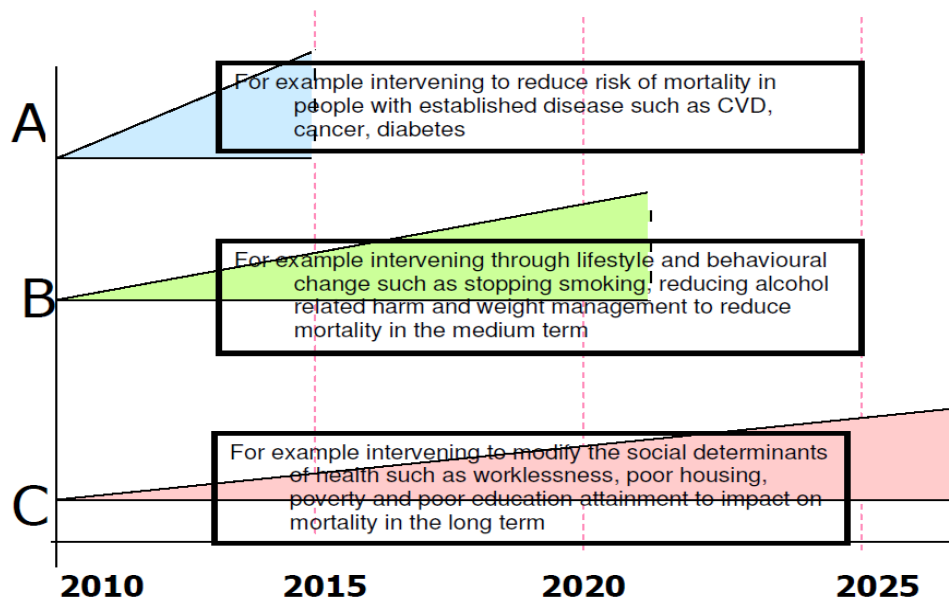 A
For example intervening to reduce risk of mortality in
people with established disease such as CVD,
cancer, diabetes
B
For example intervening through lifestyle and behavioural
change such as stopping smoking, reducing alcohol
related harm and weight management to reduce
mortality in the medium term
C
For example intervening to modify the social determinants
of health such as worklessness, poor housing,
poverty and poor education attainment to impact on
mortality in the long term
2010 2015 2020 2025